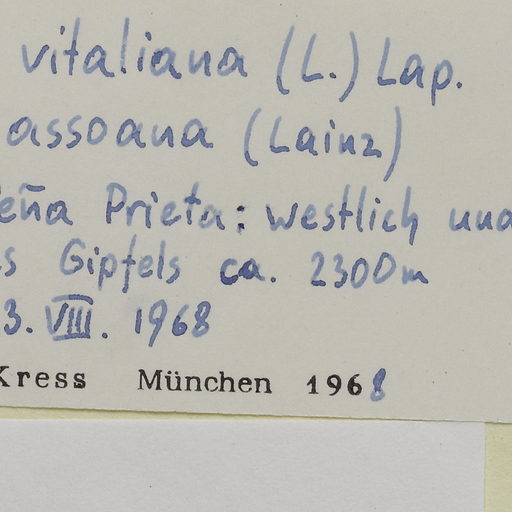 vitaliana (L.) Lap.
assoana (Lainz)
eña Prieta: westlich und
s Gipfels ca. 2300m
3. VIII. 1968
Kress München 1968